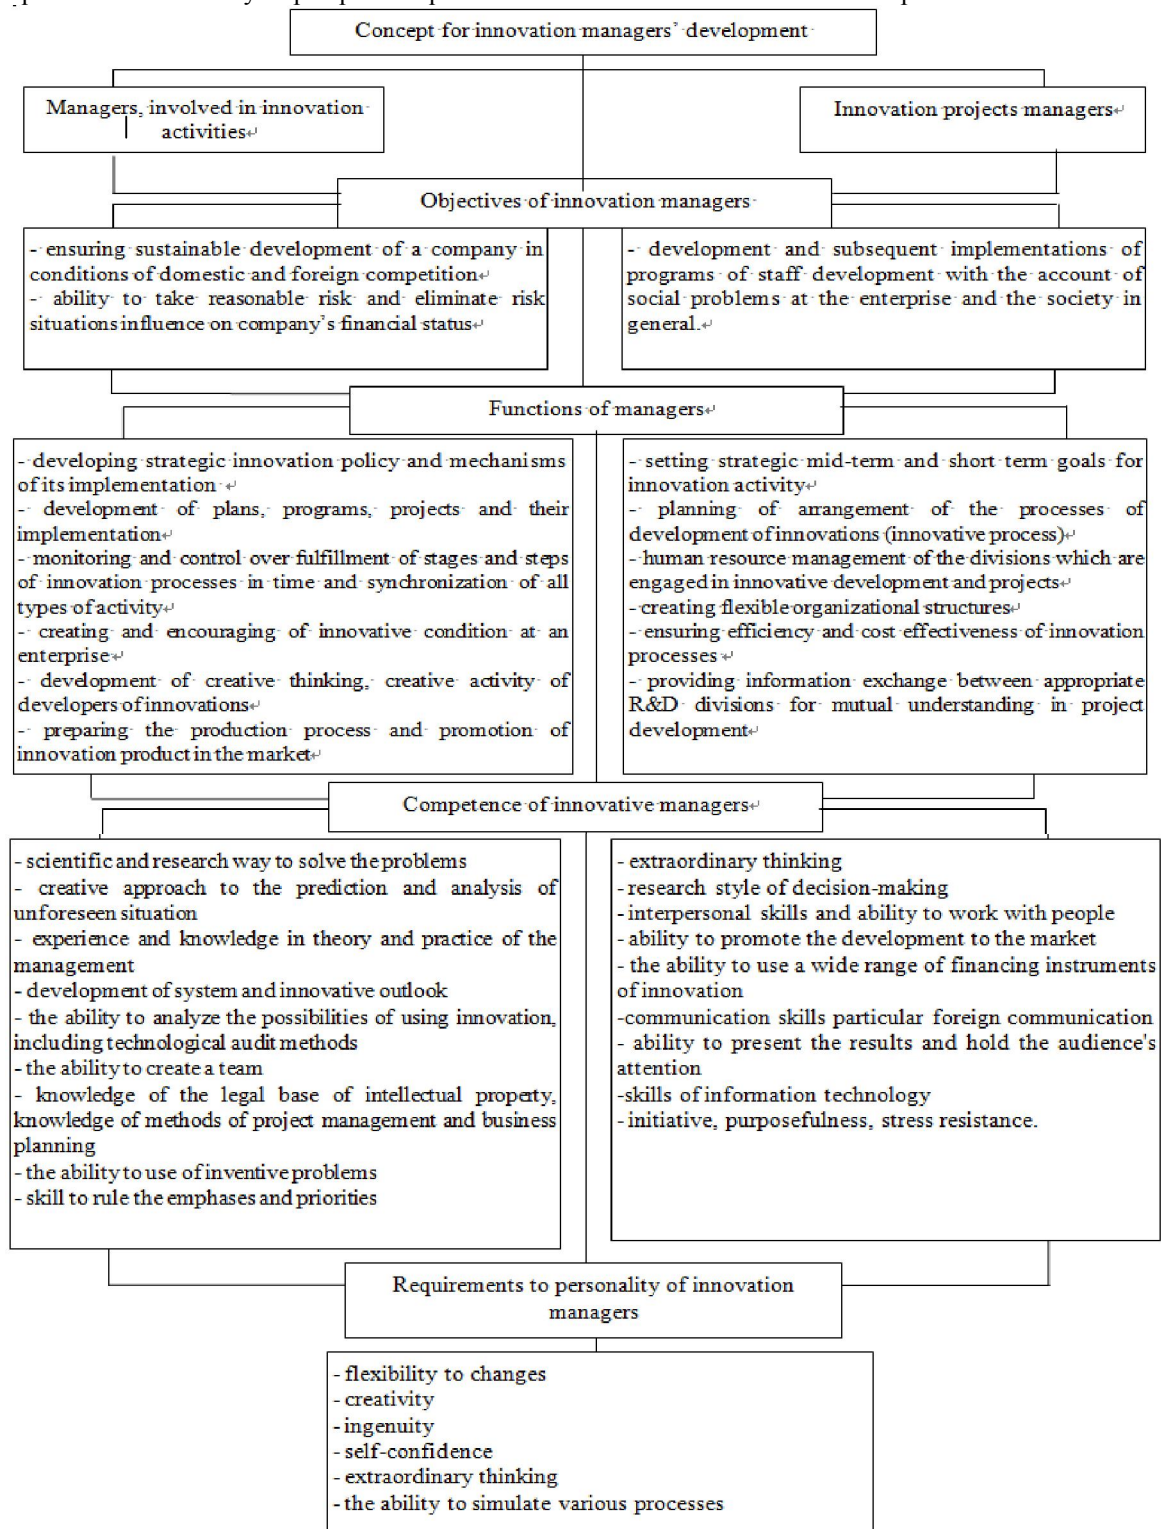 Concept for innovation managers' development
Managers, involved in innovation
activities
Innovation projects managers
Objectives of innovation managers
- ensuring sustainable development of a company in
conditions of domestic and foreign competition
- ability to take reasonable risk and eliminate risk
situations influence on company's financial status
- development and subsequent implementations of
programs of staff development with the account of
social problems at the enterprise and the society in
general.
Functions of managers
- developing strategic innovation policy and mechanisms
of its implementation
- development of plans, programs, projects and their
implementation
- monitoring and control over fulfillment of stages and steps
of innovation processes in time and synchronization of all
types of activity
- creating and encouraging of innovative condition at an
enterprise
- development of creative thinking, creative activity of
developers of innovations
- preparing the production process and promotion of
innovation product in the market
- setting strategic mid-term and short term goals for
innovation activity
- planning of arrangement of the processes of
development of innovations (innovative process)
- human resource management of the divisions which are
engaged in innovative development and projects
- creating flexible organizational structures
- ensuring efficiency and cost effectiveness of innovation
processes
- providing information exchange between appropriate
R&D divisions for mutual understanding in project
development
Competence of innovative managers
- scientific and research way to solve the problems
- creative approach to the prediction and analysis of
unforeseen situation
- experience and knowledge in theory and practice of the
management
- development of system and innovative outlook
- the ability to analyze the possibilities of using innovation,
including technological audit methods
- the ability to create a team
- knowledge of the legal base of intellectual property,
knowledge of methods of project management and business
planning
- the ability to use of inventive problems
- skill to rule the emphases and priorities
- extraordinary thinking
- research style of decision-making
- interpersonal skills and ability to work with people
- ability to promote the development to the market
- the ability to use a wide range of financing instruments
of innovation
-communication skills particular foreign communication
- ability to present the results and hold the audience's
attention
-skills of information technology
- initiative, purposefulness, stress resistance.
Requirements to personality of innovation
managers
- flexibility to changes
- creativity
- ingenuity
- self-confidence
- extraordinary thinking
- the ability to simulate various processes